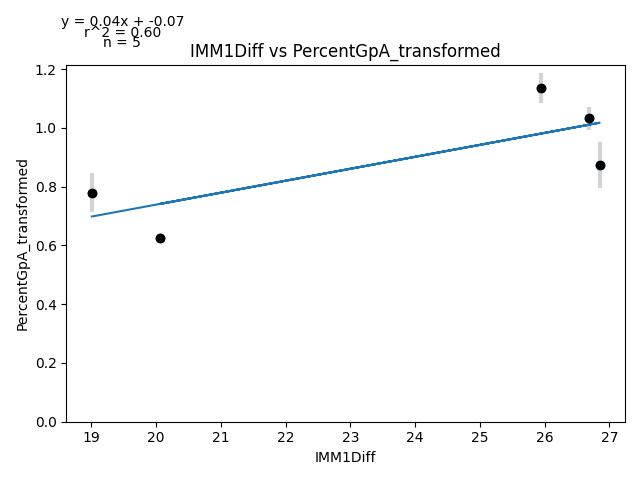 y = 0.04x + -0.07
r^2 = 0.60
n = 5
IMM1Diff vs PercentGpA_transformed
1.2
1.0
0.8
0.6
0.4
0.2
0.0
PercentGpA_transformed
19 20 21 22 23 24 25 26 27
IMM1Diff